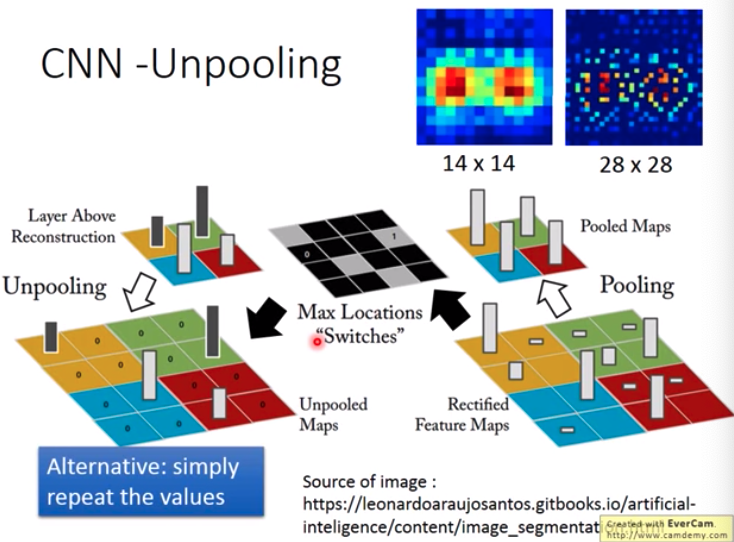 CNN -Unpooling
14 x 14
28 x 28
Layer Above
Reconstruction
Pooled Maps
Unpooling
Pooling
0
1
Max Locations
"Switches"
0
0
0
0
0
0
0
0
0
0
0
0
Unpooled
Maps
Rectified
Feature Maps
Alternative: simply
repeat the values
Source of image :
https://leonardoaraujosantos.gitbooks.io/artificial-
inteligence/content/image_segmentati
Created with EverCam.
http://www.camdemy.com